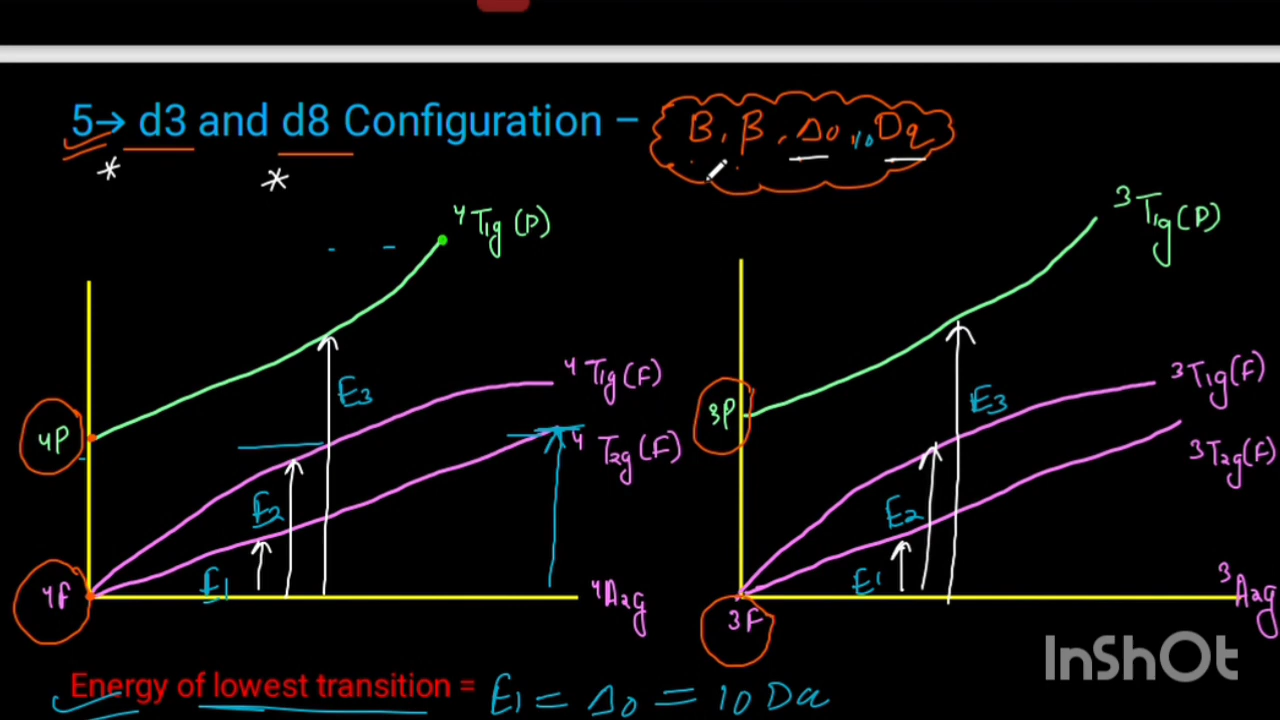 5→ d3 and d8 Configuration – B, β, Δo, 10 Dq
* *
⁴T₁g(P)
³T₁g(P)
⁴T₁g(F)
³T₁g(F)
E3
E3
4P
3P
⁴T₂g(F)
³T₂g(F)
E2
E2
E1
E1
4F
⁴A₂g
³A₂g
3F
InShOt
Energy of lowest transition = E₁ = Δo = 10 Dq